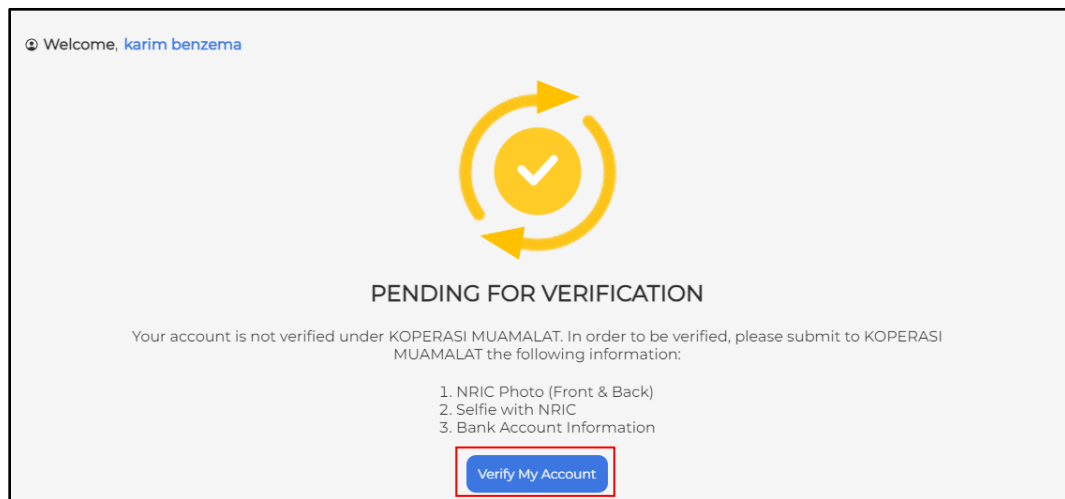 Welcome, karim benzema
PENDING FOR VERIFICATION
Your account is not verified under KOPERASI MUAMALAT. In order to be verified, please submit to KOPERASI
MUAMALAT the following information:
1. NRIC Photo (Front & Back)
2. Selfie with NRIC
3. Bank Account Information
Verify My Account